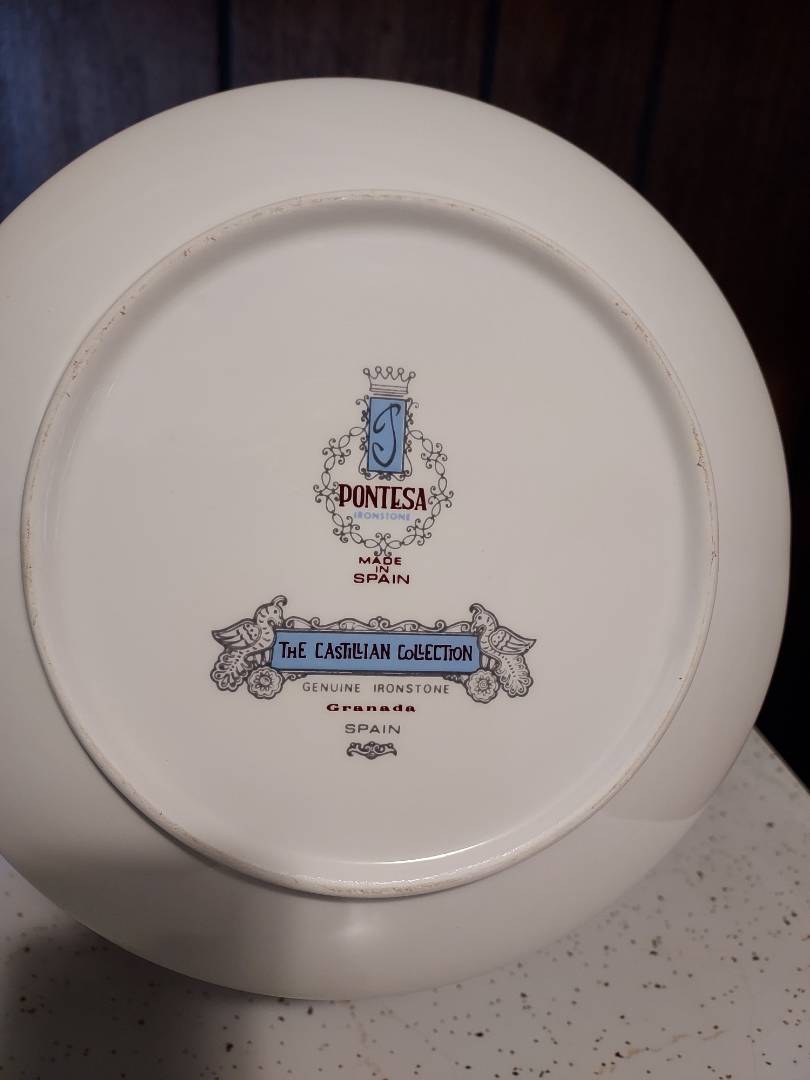 P
PONTESA
IRONSTONE
MADE
IN
SPAIN
THE CASTILLIAN COLLECTION
GENUINE IRONSTONE
Granada
SPAIN